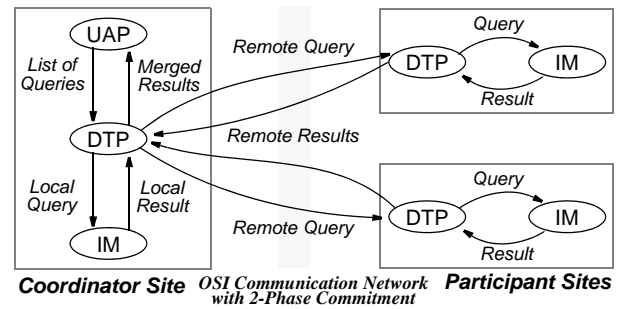 UAP
List of
Queries
Merged
Results
DTP
Local
Query
Local
Result
IM
Remote Query
Remote Results
Remote Query
Query
DTP
IM
Result
Query
DTP
IM
Result
Coordinator Site
OSI Communication Network
with 2-Phase Commitment
Participant Sites